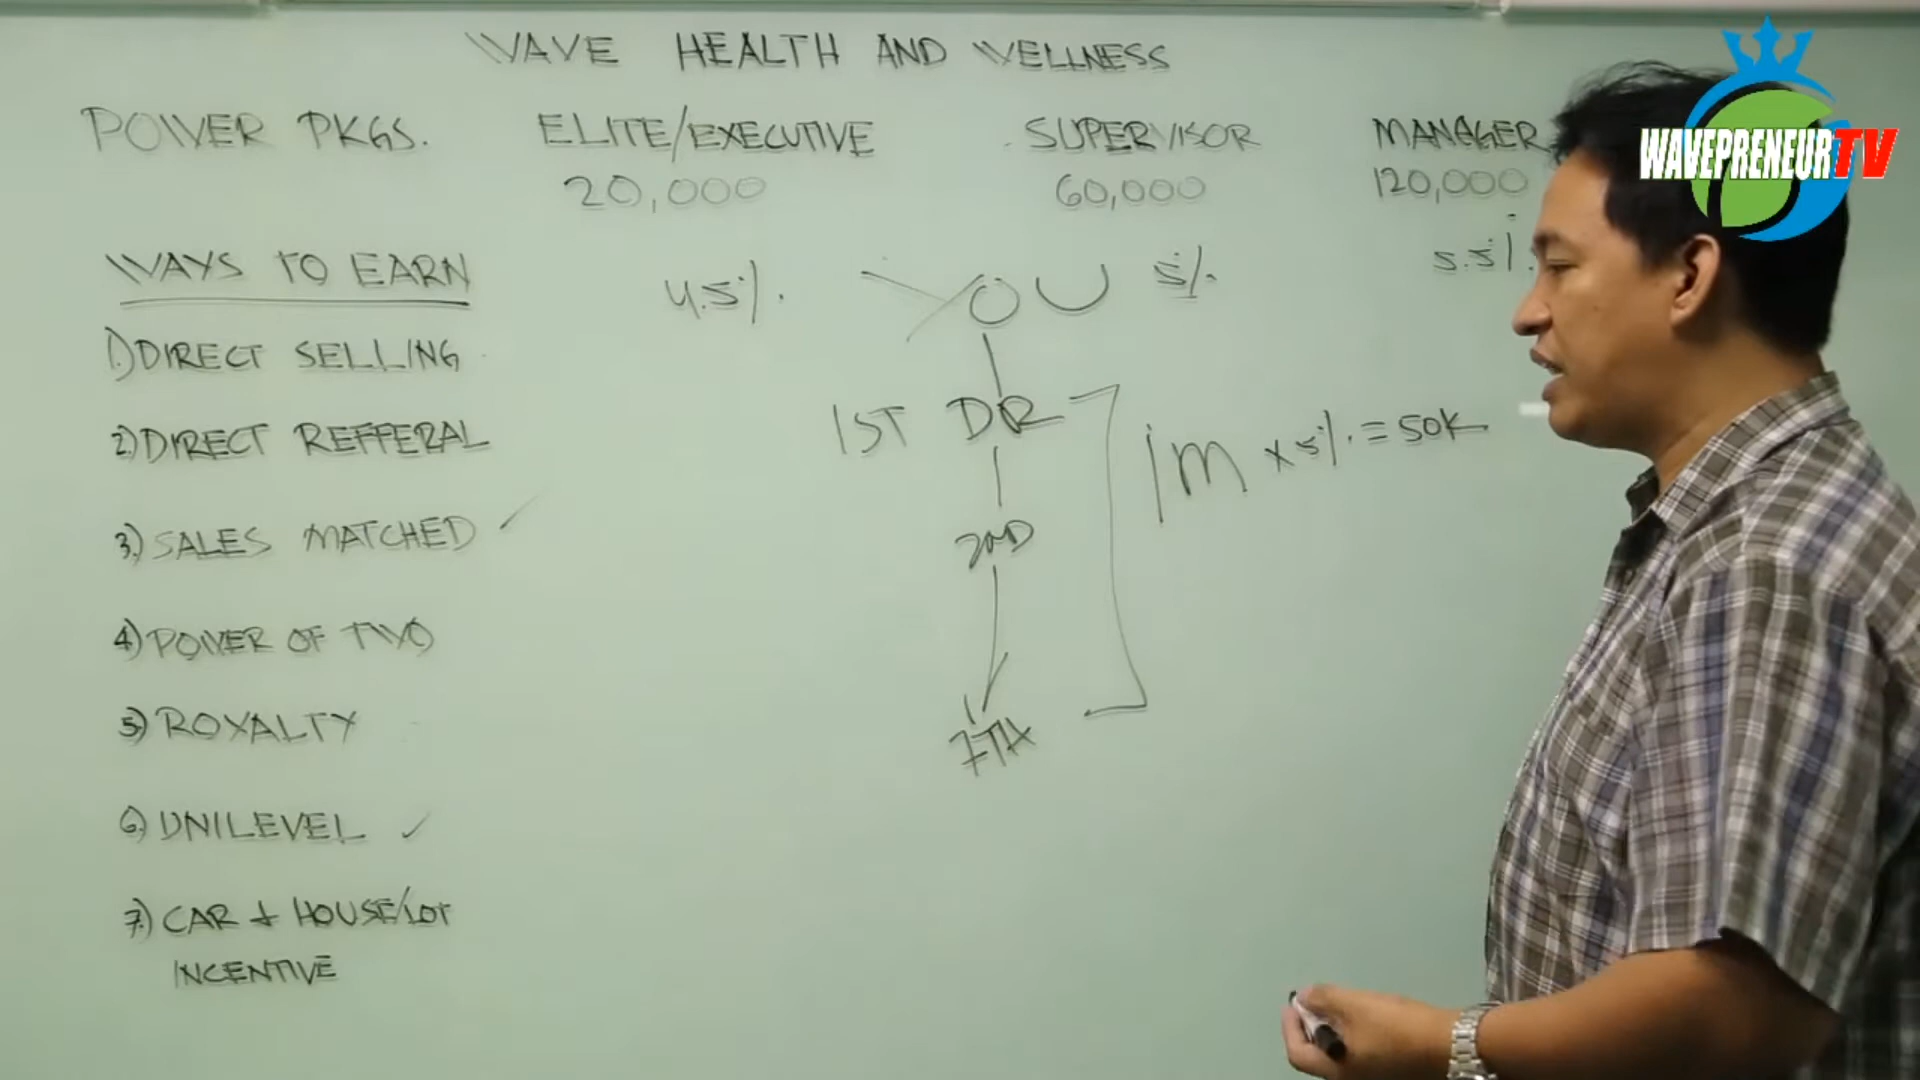 WAVE HEALTH AND WELLNESS
POWER PKGS. ELITE/EXECUTIVE SUPERVISOR MANAGER
20,000 60,000 120,000
WAYS TO EARN
4.5% YOU 5% 5.5%
1.) DIRECT SELLING
1ST DR 1M x 5% = 50K
2) DIRECT REFFERAL
3.) SALES MATCHED ✓
2ND
4.) POWER OF TWO
5) ROYALTY
7TH
6.) UNILEVEL ✓
7.) CAR & HOUSE/LOT
INCENTIVE
WAVEPRENEURTV